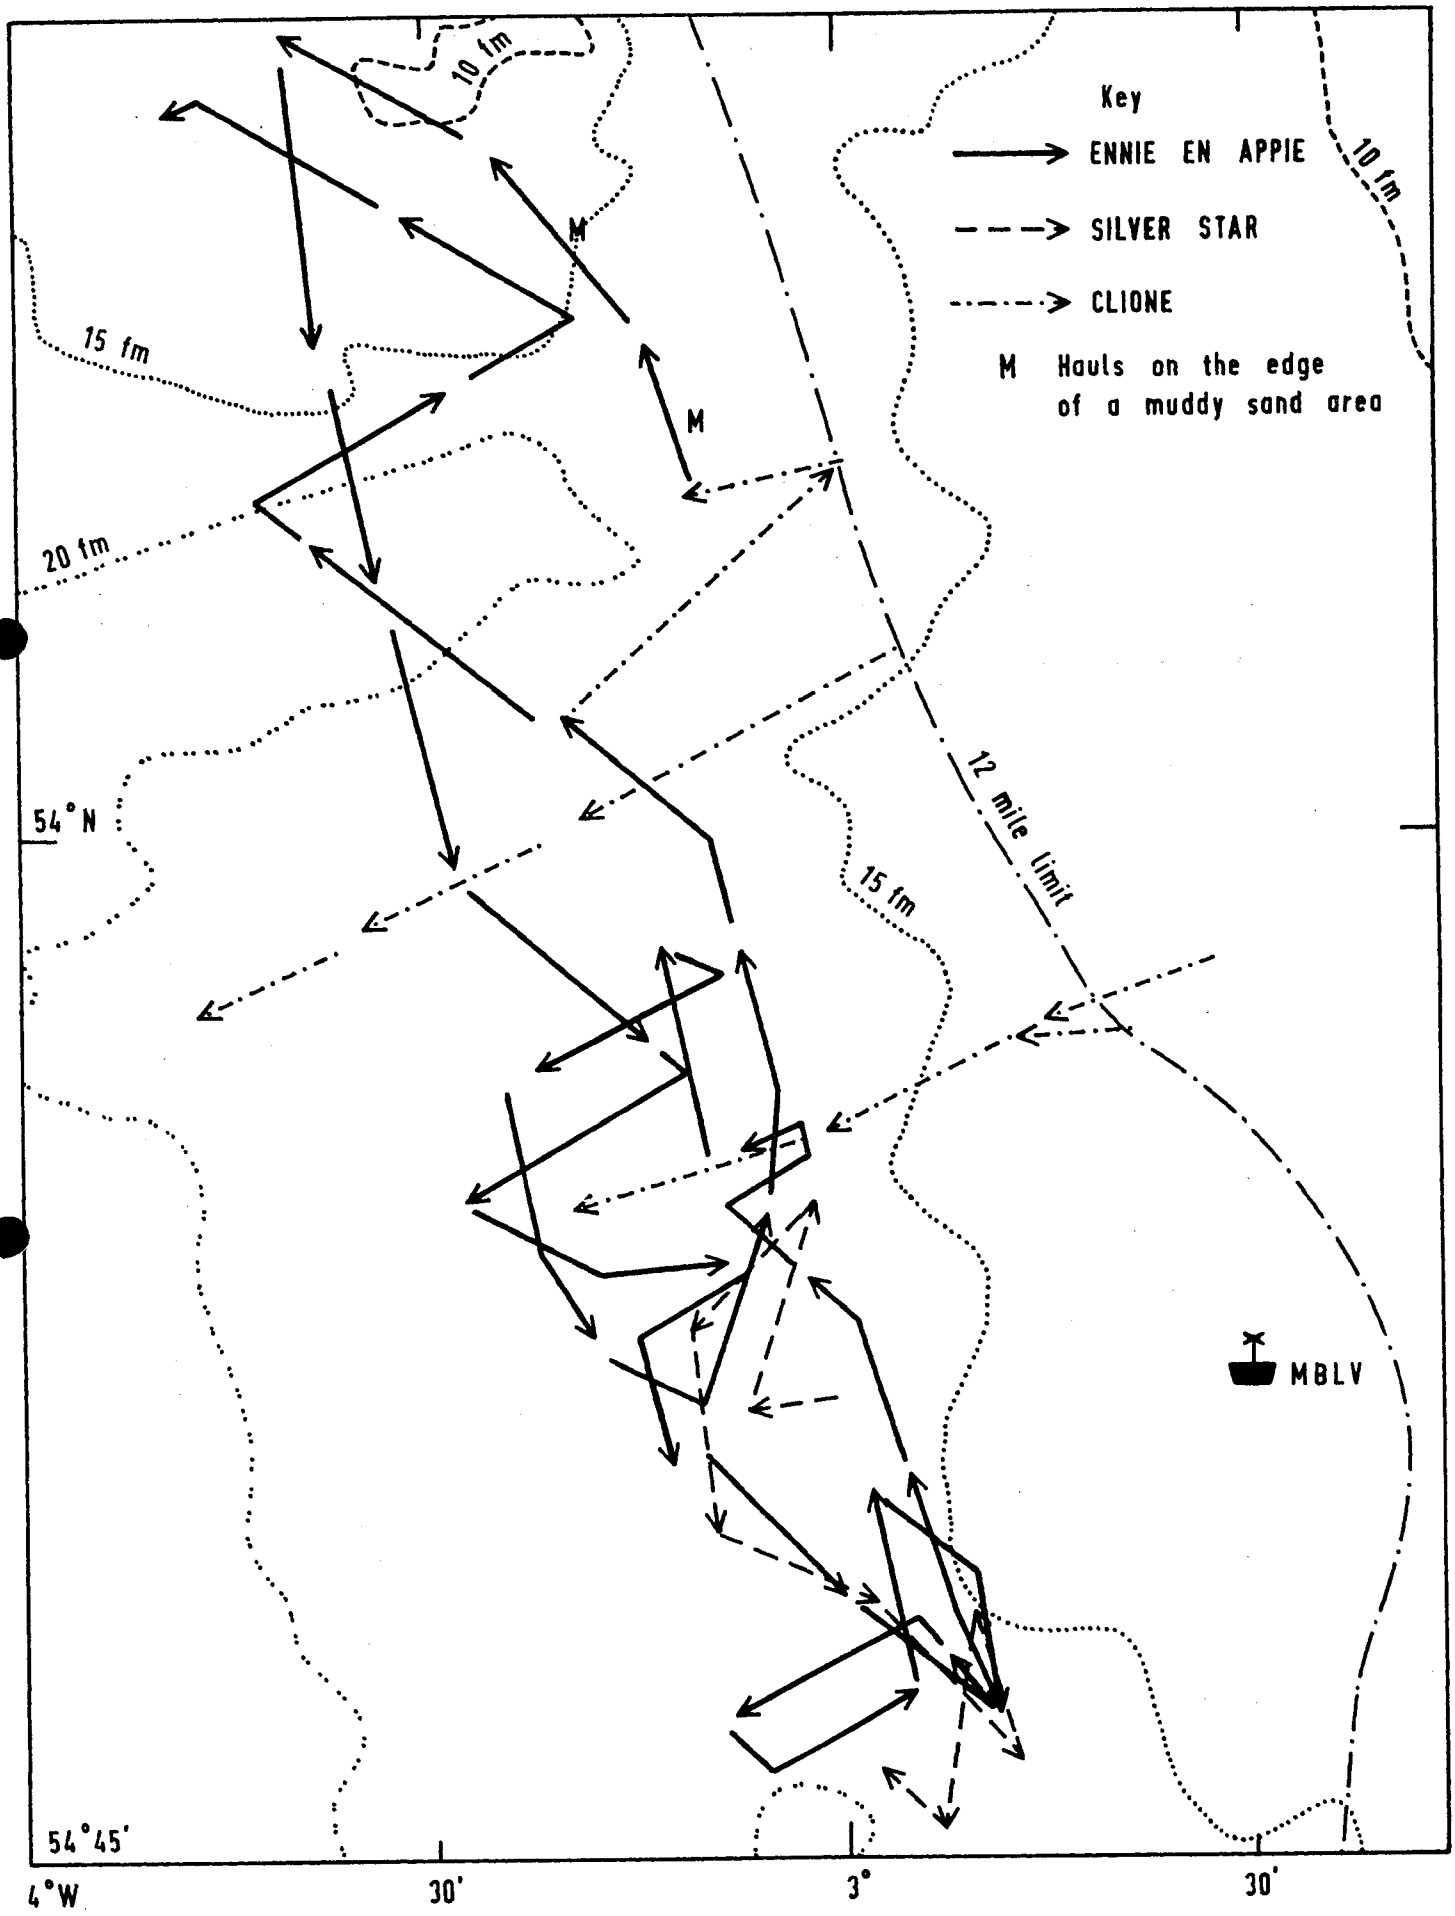 10 fm
Key
ENNIE EN APPIE
10 fm
SILVER STAR
M
CLIONE
15 fm
M Hauls on the edge
of a muddy sand area
M
20 fm
12 mile limit
54°N
15 fm
MBLV
54°45'
4°W
30'
3°
30'